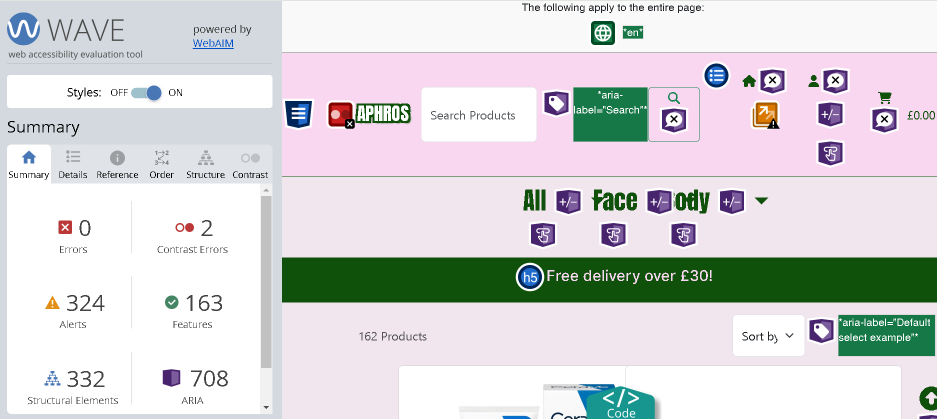 The following apply to the entire page:
*en*
WAVE
web accessibility evaluation tool
powered by
WebAIM
Styles: OFF ON
Summary
Summary Details Reference Order Structure Contrast
0
Errors
2
Contrast Errors
324
Alerts
163
Features
332
Structural Elements
708
ARIA
APHROS
Search Products
*aria-
label="Search"*
£0.00
All Face ody
h5 Free delivery over £30!
162 Products
Sort by
*aria-label="Default
select example"*
</>
Code